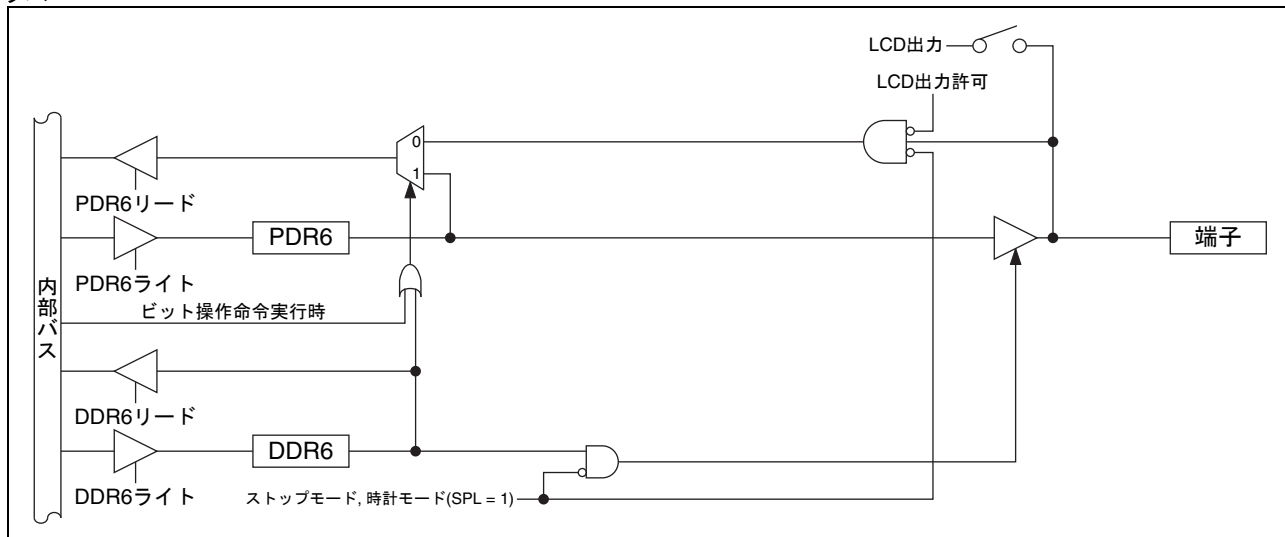 LCD出力
LCD出力許可
0
1
PDR6リード
PDR6
端子
PDR6ライト
内部バス
ビット操作命令実行時
DDR6リード
DDR6
DDR6ライト
ストップモード, 時計モード(SPL = 1)